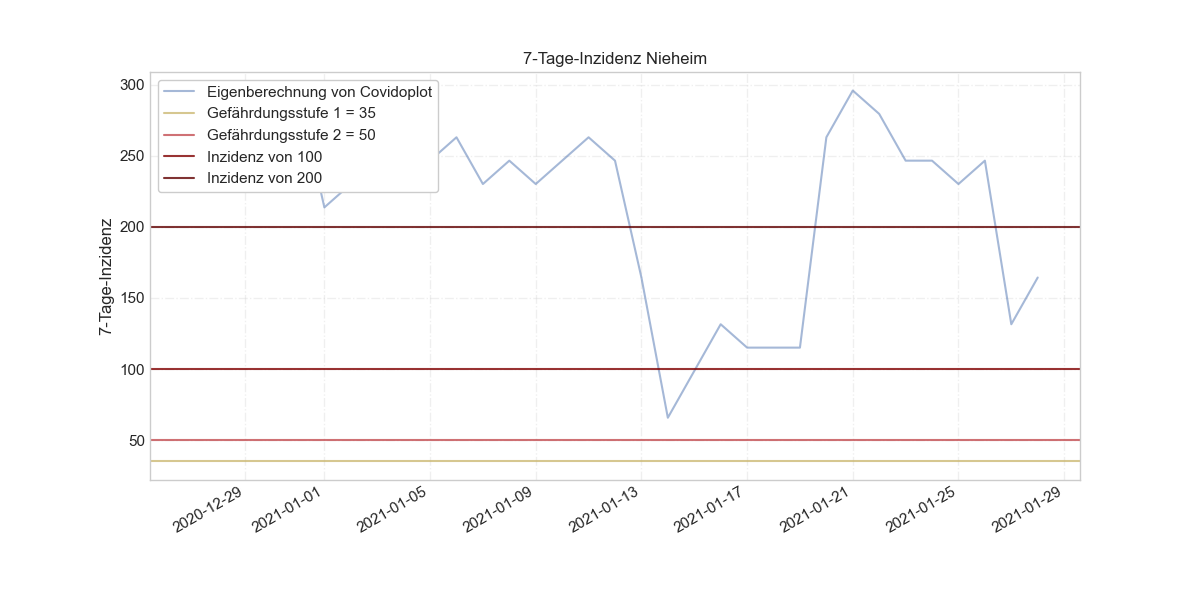 7-Tage-Inzidenz Nieheim
Eigenberechnung von Covidoplot
Gefährdungsstufe 1 = 35
Gefährdungsstufe 2 = 50
Inzidenz von 100
Inzidenz von 200
7-Tage-Inzidenz
300
250
200
150
100
50
2020-12-29
2021-01-01
2021-01-05
2021-01-09
2021-01-13
2021-01-17
2021-01-21
2021-01-25
2021-01-29